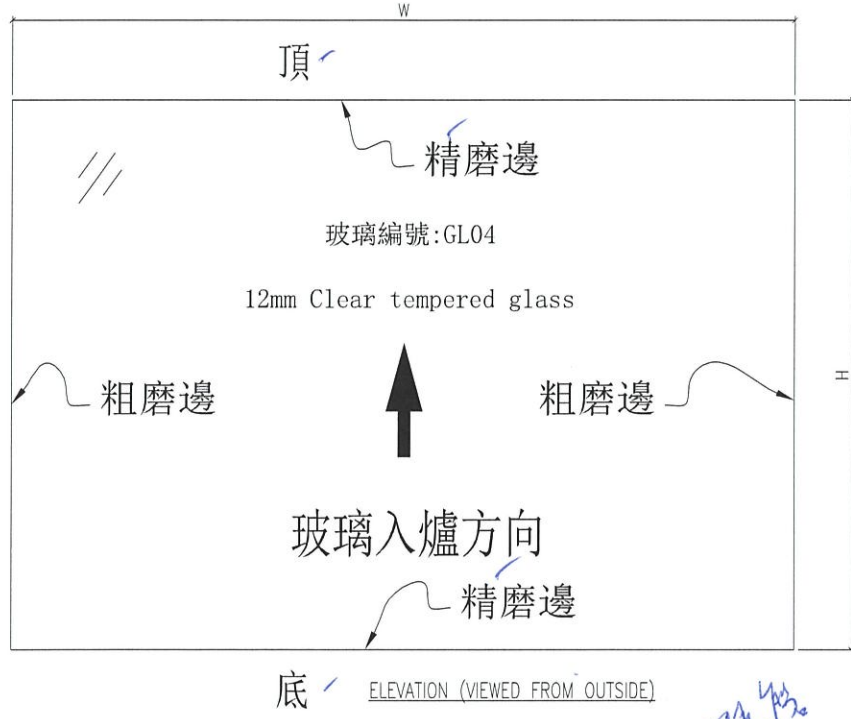 W
頂
精磨邊
玻璃編號:GL04
12mm Clear tempered glass
H
粗磨邊
粗磨邊
玻璃入爐方向
精磨邊
底
ELEVATION (VIEWED FROM OUTSIDE)